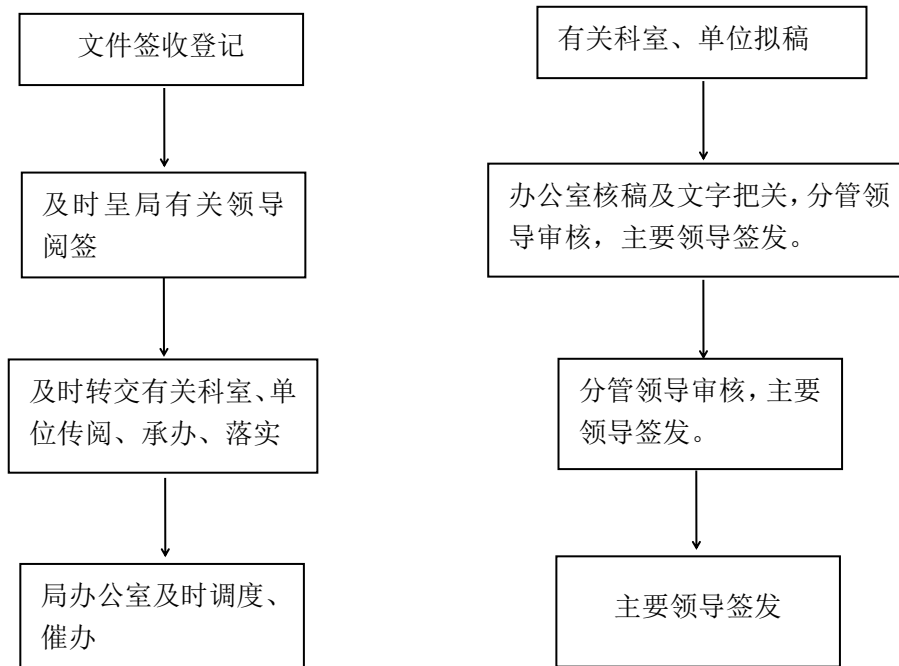 文件签收登记
及时呈局有关领导
阅签
及时转交有关科室、单
位传阅、承办、落实
局办公室及时调度、
催办
有关科室、单位拟稿
办公室核稿及文字把关，分管领
导审核，主要领导签发。
分管领导审核，主要
领导签发。
主要领导签发